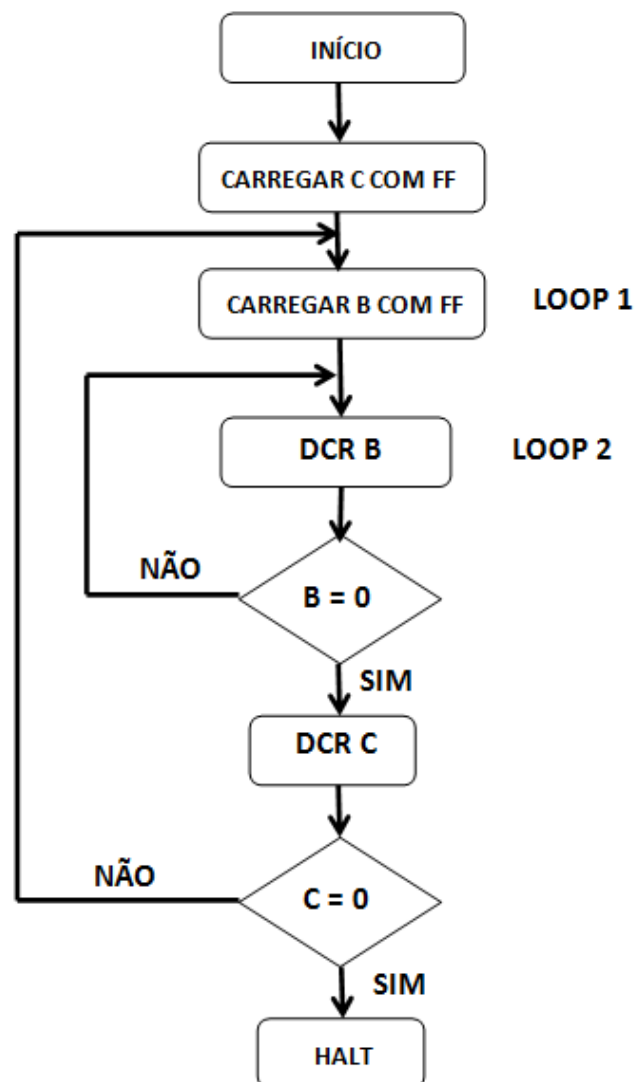 INÍCIO
CARREGAR C COM FF
CARREGAR B COM FF
LOOP 1
DCR B
LOOP 2
NÃO
B = 0
SIM
DCR C
NÃO
C = 0
SIM
HALT